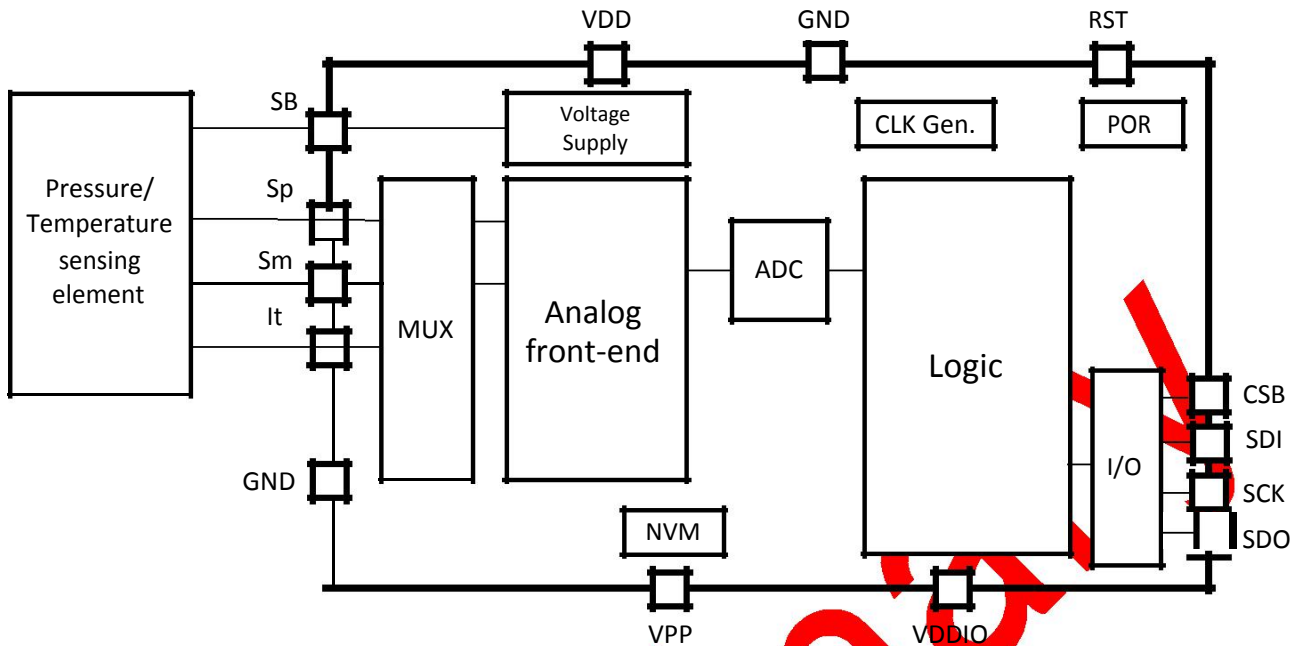 VDD
GND
RST
SB
Voltage
Supply
CLK Gen.
POR
Pressure/
Temperature
sensing
element
Sp
Sm
It
MUX
Analog
front-end
ADC
Logic
I/O
CSB
SDI
SCK
SDO
GND
NVM
VPP
VDDIO